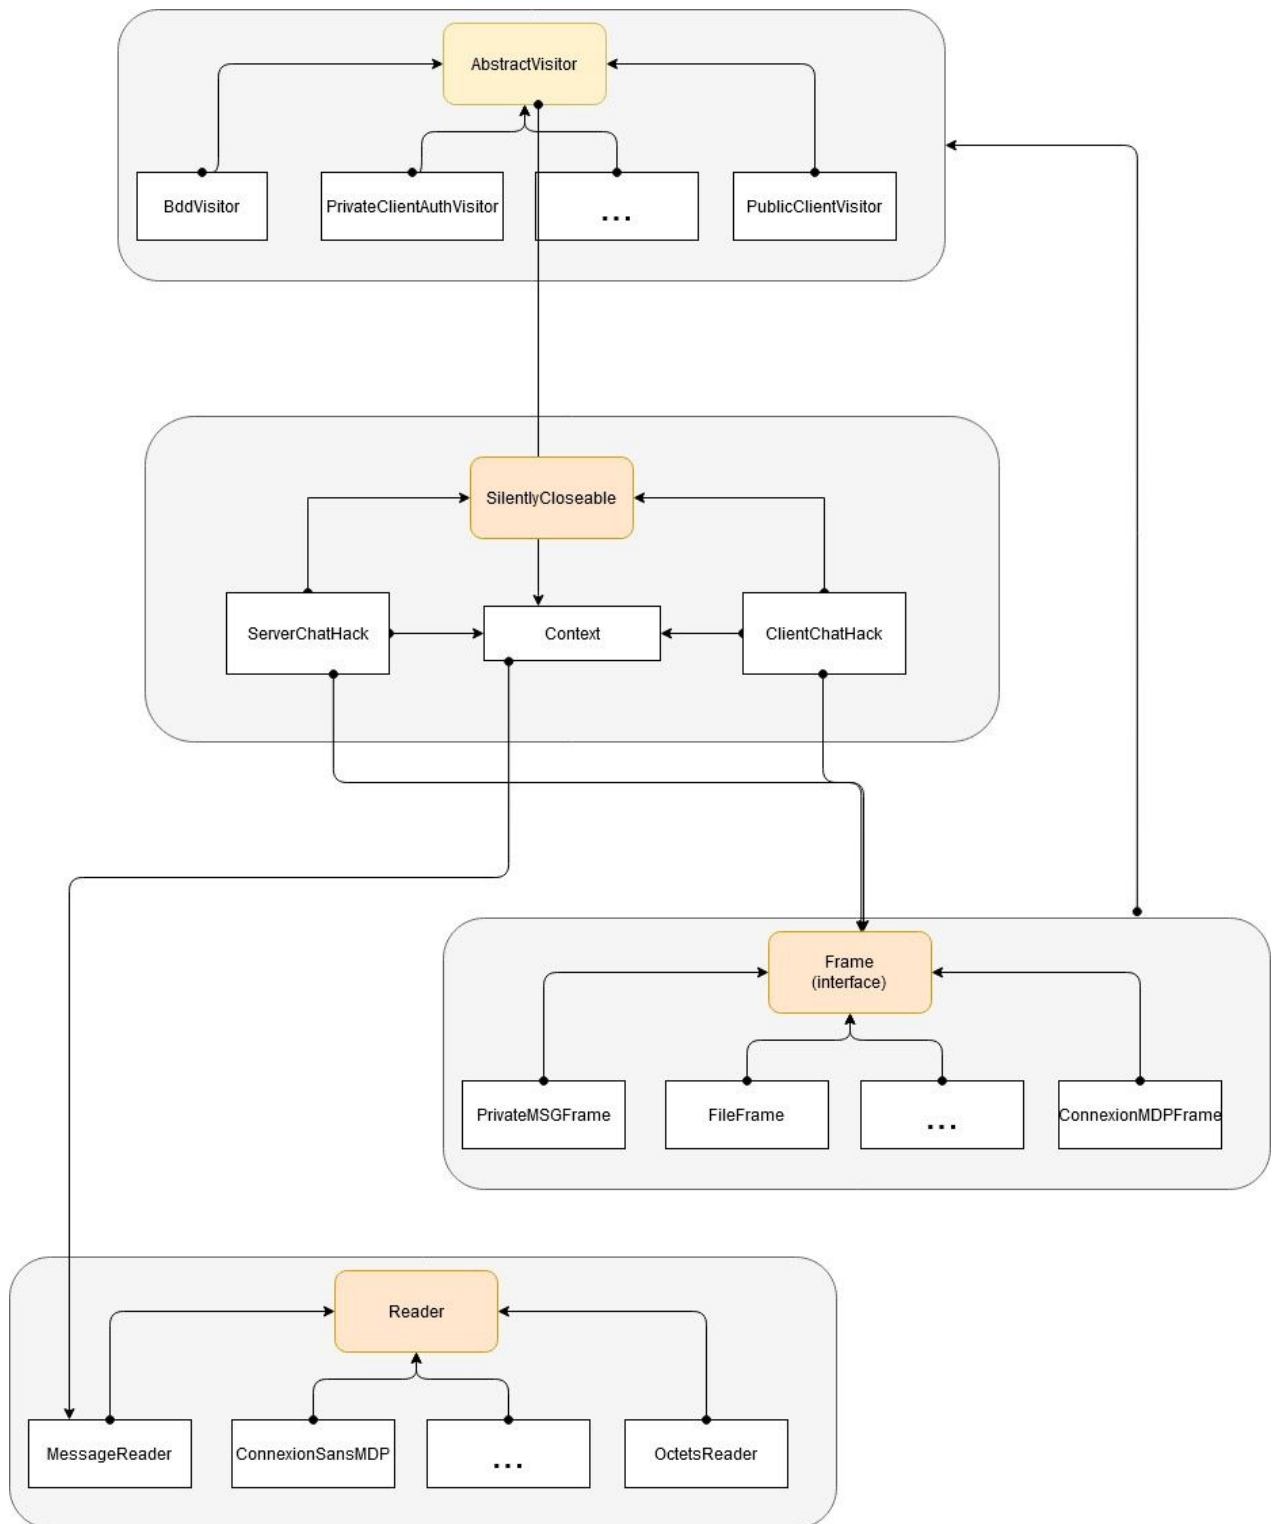 AbstractVisitor
BddVisitor
PrivateClientAuthVisitor
...
PublicClientVisitor
SilentlyCloseable
ServerChatHack
Context
ClientChatHack
Frame
(interface)
PrivateMSGFrame
FileFrame
...
ConnexionMDPFrame
Reader
MessageReader
ConnexionSansMDP
...
OctetsReader